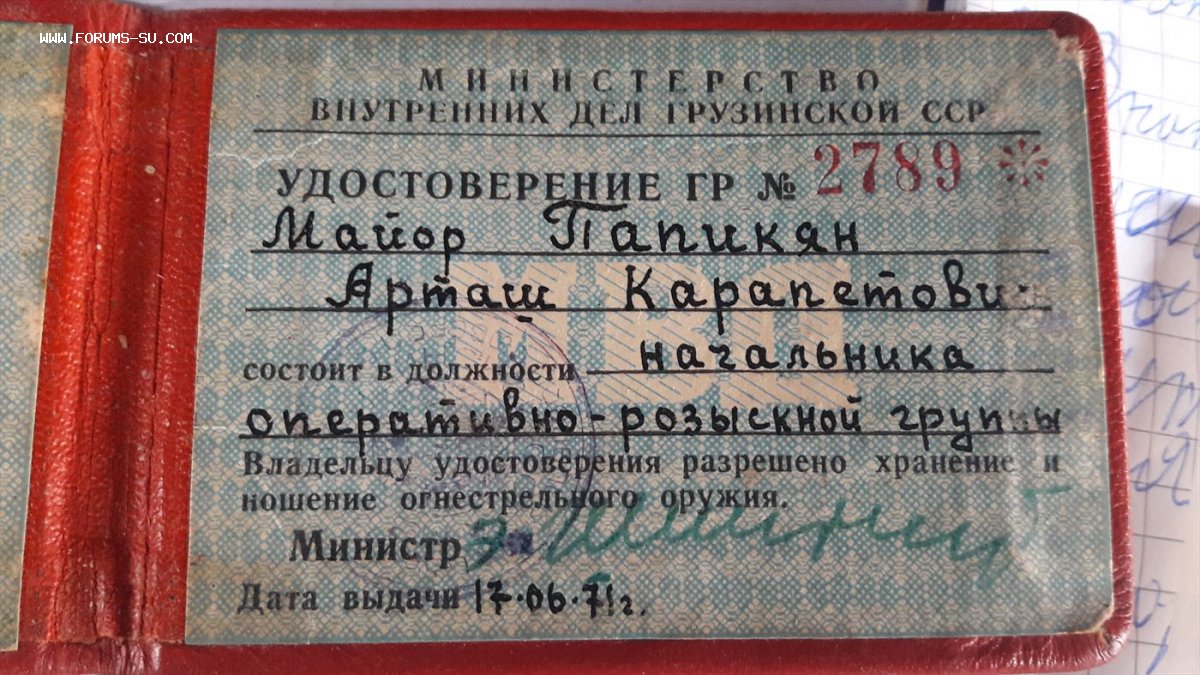 WWW.FORUMS-SU.COM
МИНИСТЕРСТВО
ВНУТРЕННИХ ДЕЛ ГРУЗИНСКОЙ ССР
УДОСТОВЕРЕНИЕ ГР № 2789
Майор Папикян
Арташ Карапетович
МВД
состоит в должности начальника
оперативно-розыскной группы
Владельцу удостоверения разрешено хранение и
ношение огнестрельного оружия.
Министр
Дата выдачи 17.06.71г.